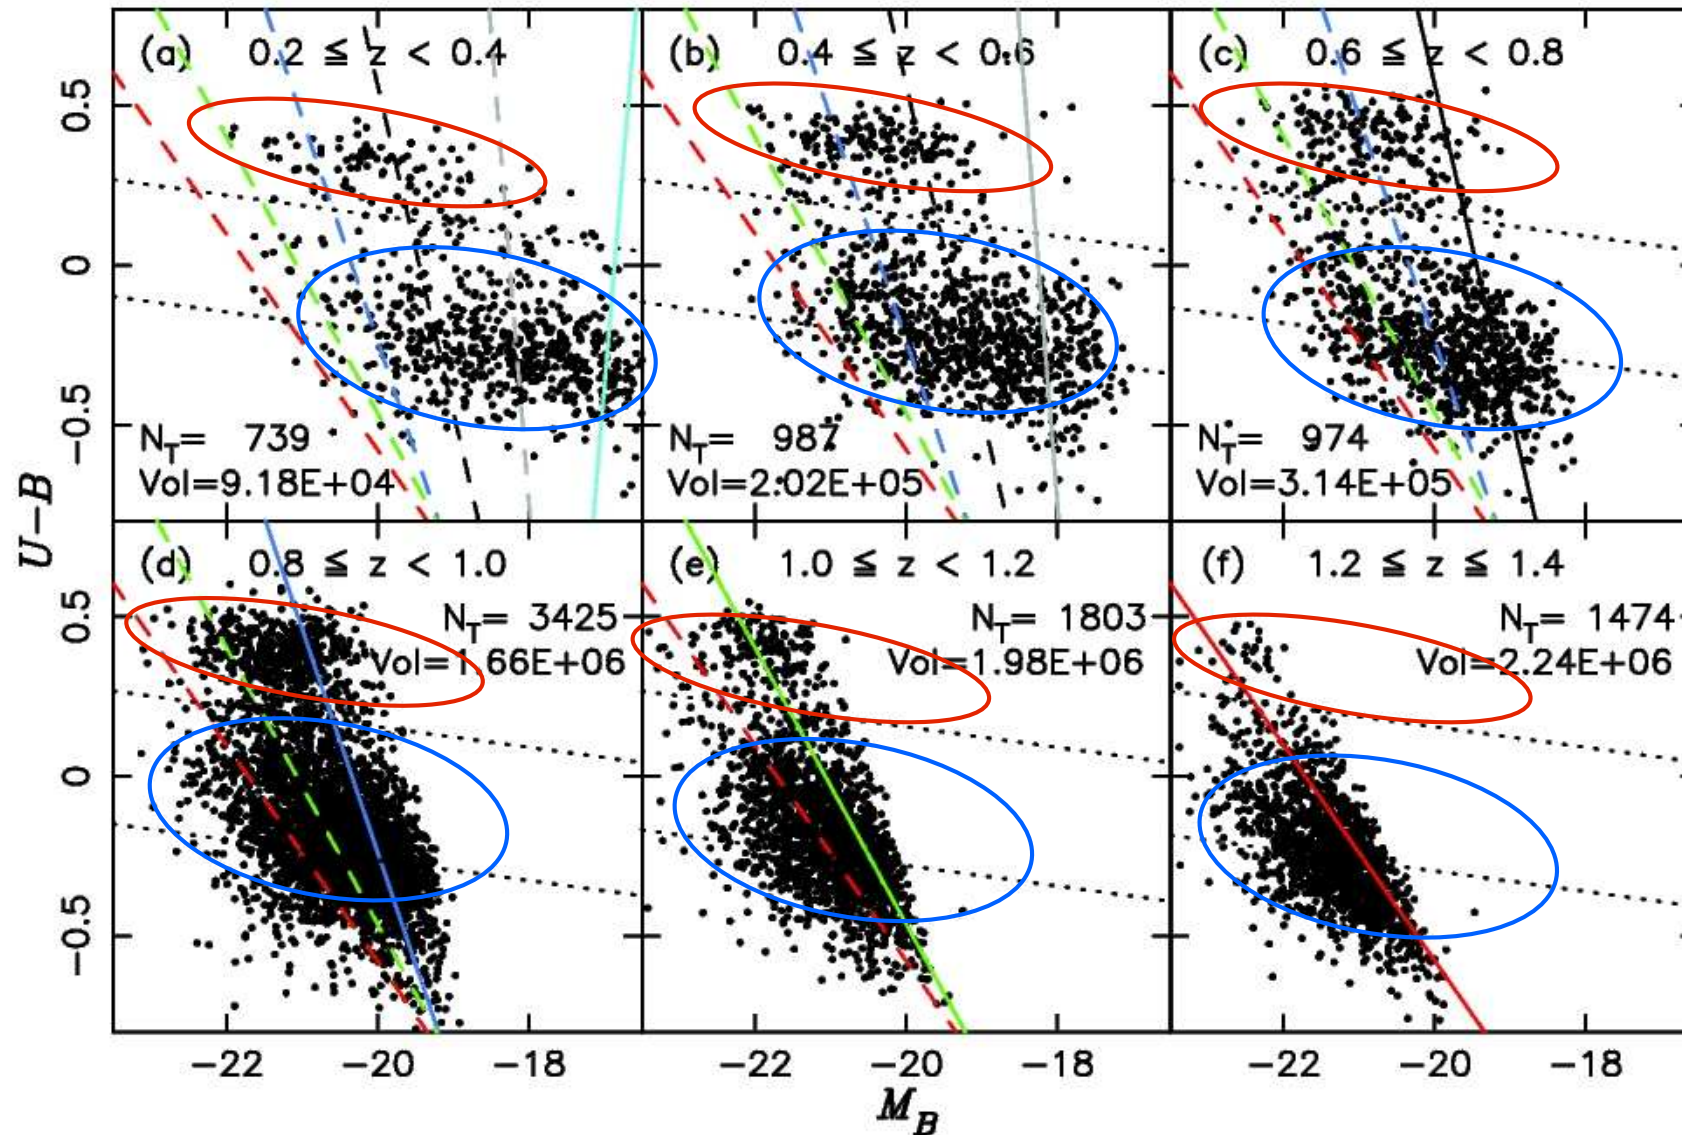 (a) 0.2 ≦ z < 0.4
(b) 0.4 ≦ z < 0.6
(c) 0.6 ≦ z < 0.8
0.5
0
−0.5
N_T= 739
Vol=9.18E+04
N_T= 987
Vol=2.02E+05
N_T= 974
Vol=3.14E+05
U−B
(d) 0.8 ≦ z < 1.0
N_T= 3425
Vol=1.66E+06
(e) 1.0 ≦ z < 1.2
N_T= 1803
Vol=1.98E+06
(f) 1.2 ≦ z ≦ 1.4
N_T= 1474
Vol=2.24E+06
0.5
0
−0.5
−22 −20 −18 −22 −20 −18 −22 −20 −18
M_B